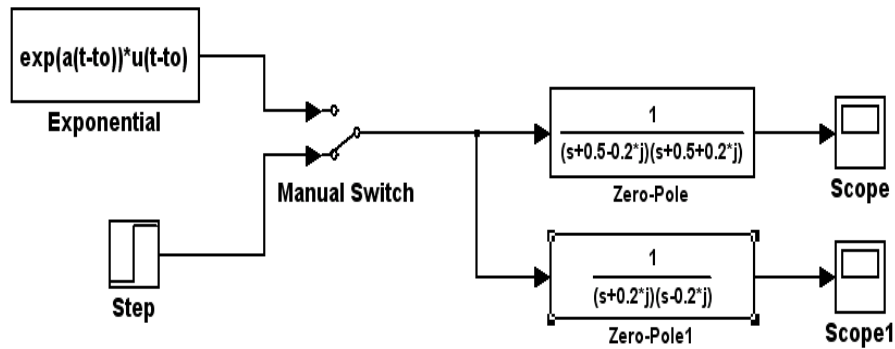 exp(a(t-to))*u(t-to)
Exponential
Manual Switch
Step
1
(s+0.5-0.2*j)(s+0.5+0.2*j)
Zero-Pole
Scope
1
(s+0.2*j)(s-0.2*j)
Zero-Pole1
Scope1